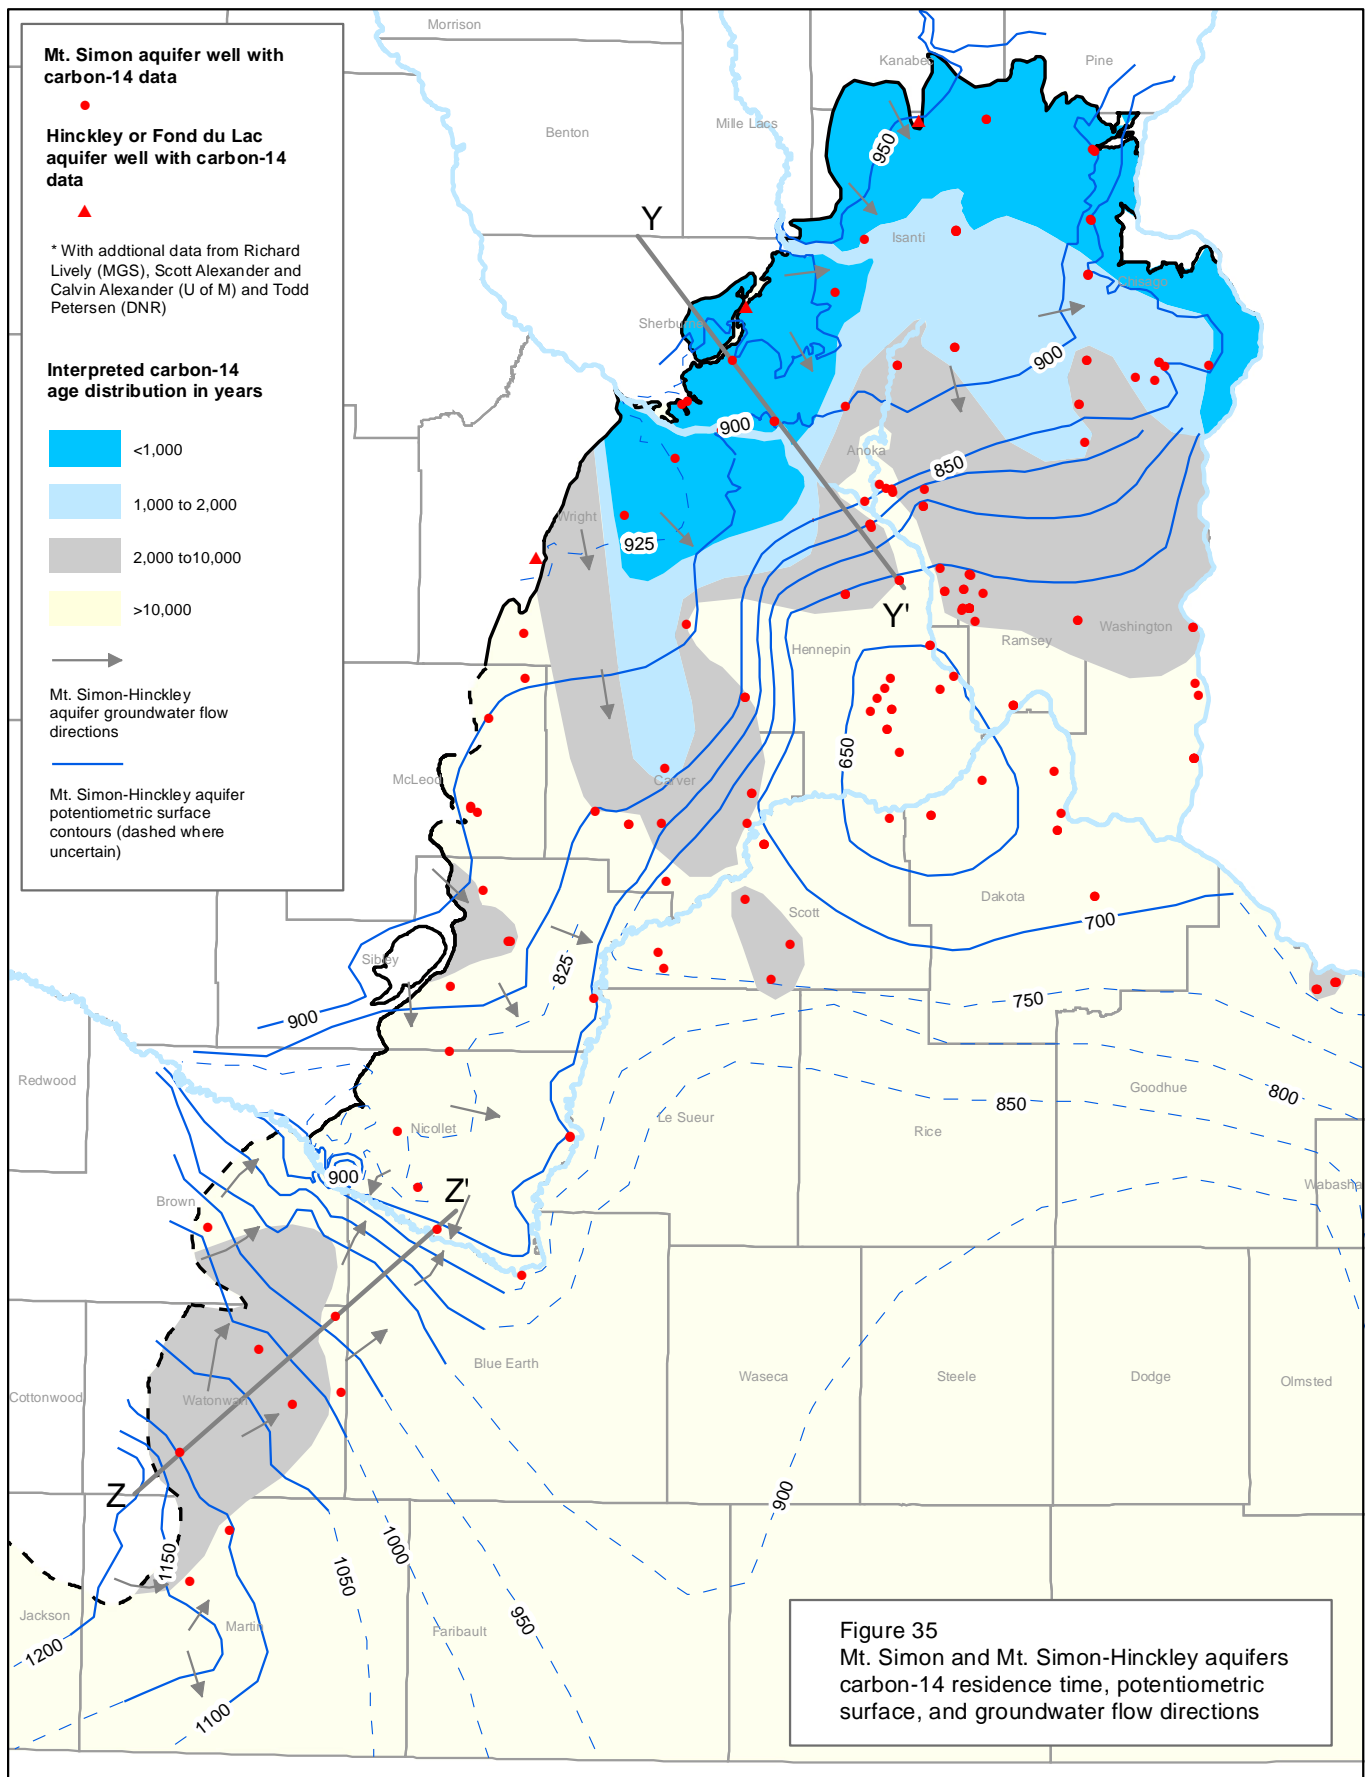 Mt. Simon aquifer well with
carbon-14 data
Hinckley or Fond du Lac
aquifer well with carbon-14
data
* With addtional data from Richard
Lively (MGS), Scott Alexander and
Calvin Alexander (U of M) and Todd
Petersen (DNR)
Interpreted carbon-14
age distribution in years
<1,000
1,000 to 2,000
2,000 to10,000
>10,000
Mt. Simon-Hinckley
aquifer groundwater flow
directions
Mt. Simon-Hinckley aquifer
potentiometric surface
contours (dashed where
uncertain)
Morrison
Kanabec
Pine
Benton
Mille Lacs
950
Y
Isanti
Chisago
Sherburne
900
900
Anoka
850
Wright
925
Y'
Hennepin
Ramsey
Washington
650
McLeod
Carver
Scott
Dakota
700
Sibley
825
750
900
Redwood
Goodhue
800
850
Le Sueur
Rice
Nicollet
900
Wabasha
Z'
Brown
Blue Earth
Waseca
Steele
Dodge
Olmsted
Cottonwood
Watonwan
Z
900
1150
1000
1050
950
Jackson
Martin
Faribault
1200
1100
Figure 35
Mt. Simon and Mt. Simon-Hinckley aquifers
carbon-14 residence time, potentiometric
surface, and groundwater flow directions